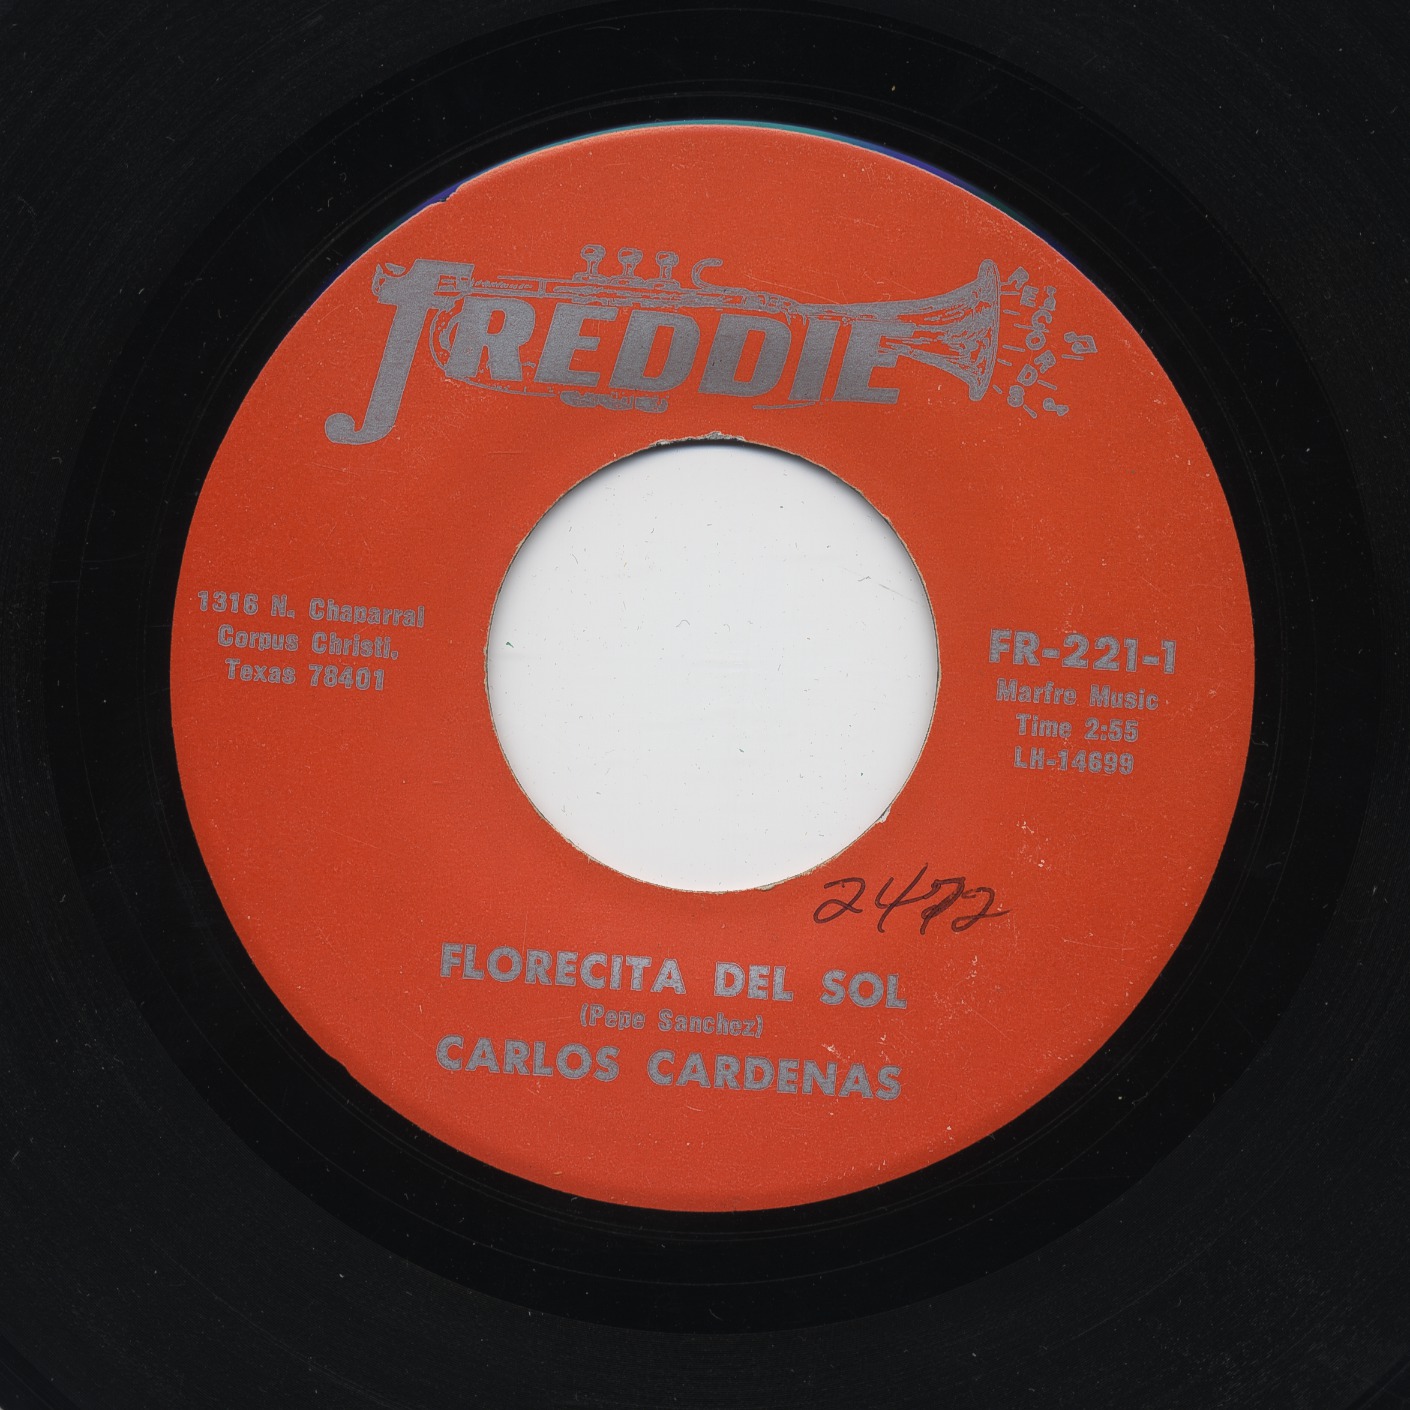 FREDDIE
RECORDS
1316 N. Chaparral
Corpus Christi,
Texas 78401
FR-221-1
Marfre Music
Time 2:55
LH-14699
2472
FLORECITA DEL SOL
(Pepe Sanchez)
CARLOS CARDENAS